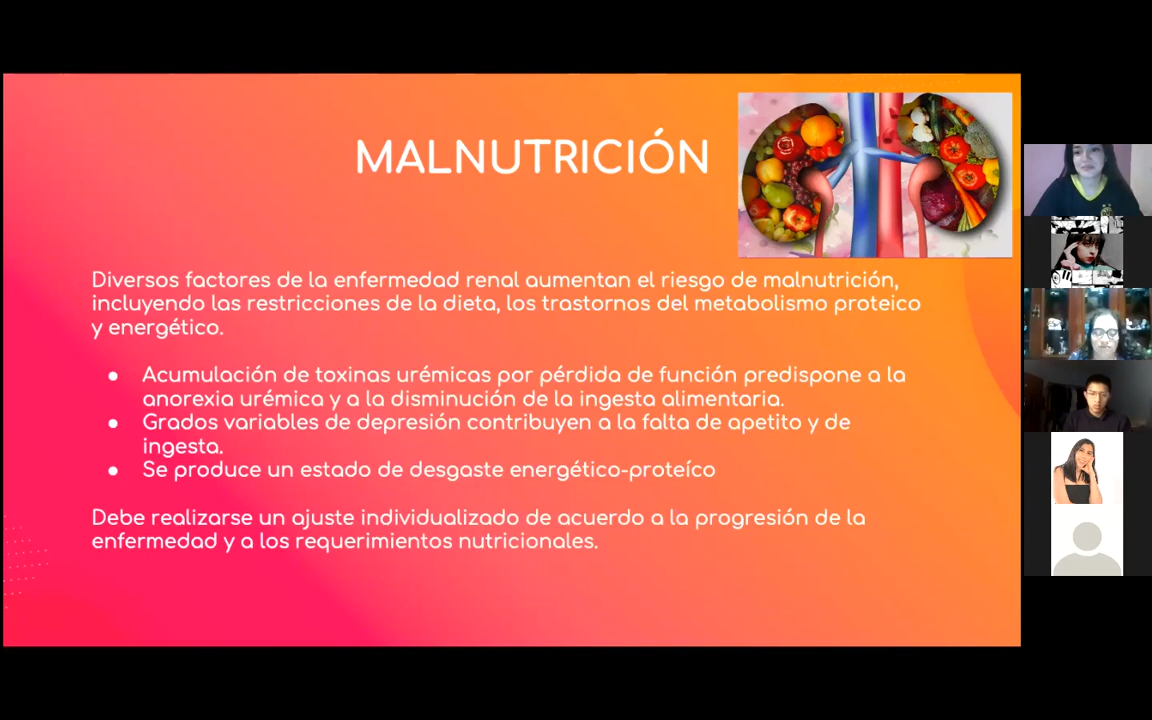 MALNUTRICIÓN
Diversos factores de la enfermedad renal aumentan el riesgo de malnutrición,
incluyendo las restricciones de la dieta, los trastornos del metabolismo proteico
y energético.
● Acumulación de toxinas urémicas por pérdida de función predispone a la
anorexia urémica y a la disminución de la ingesta alimentaria.
● Grados variables de depresión contribuyen a la falta de apetito y de
ingesta.
● Se produce un estado de desgaste energético-proteíco
Debe realizarse un ajuste individualizado de acuerdo a la progresión de la
enfermedad y a los requerimientos nutricionales.